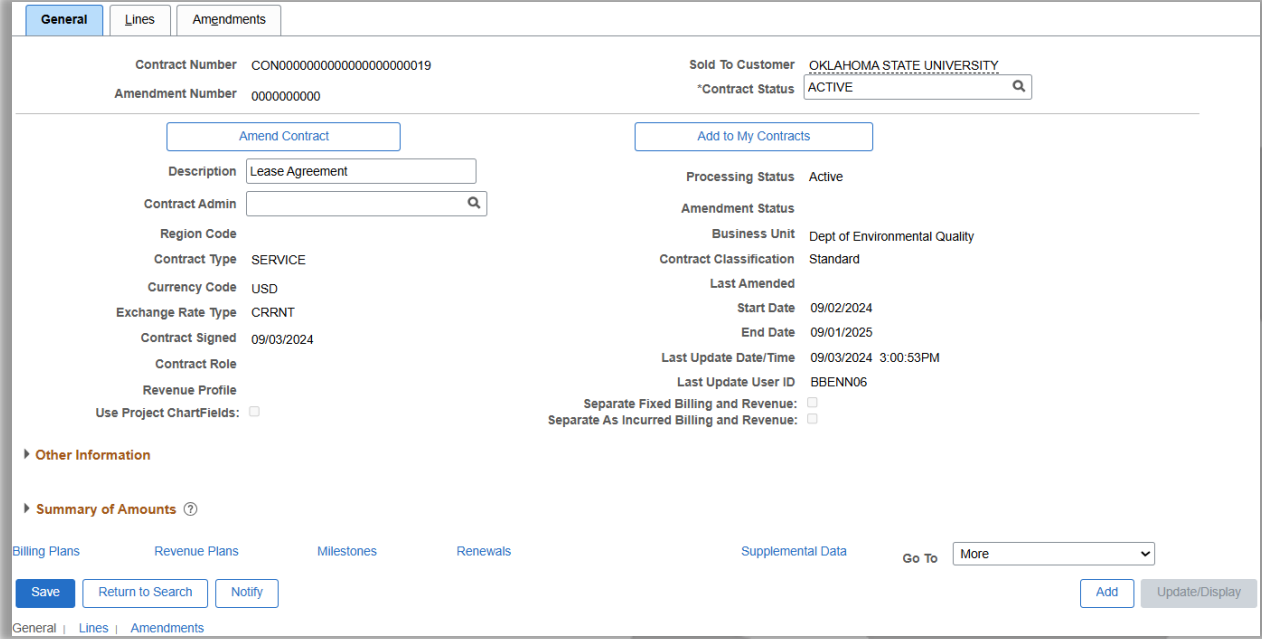 General Lines Amendments
Contract Number CON0000000000000000000019 Sold To Customer OKLAHOMA STATE UNIVERSITY
Amendment Number 0000000000 *Contract Status ACTIVE
Amend Contract Add to My Contracts
Description Lease Agreement Processing Status Active
Contract Admin Amendment Status
Region Code Business Unit Dept of Environmental Quality
Contract Type SERVICE Contract Classification Standard
Currency Code USD Last Amended
Exchange Rate Type CRRNT Start Date 09/02/2024
Contract Signed 09/03/2024 End Date 09/01/2025
Contract Role Last Update Date/Time 09/03/2024 3:00:53PM
Revenue Profile Last Update User ID BBENN06
Use Project ChartFields: Separate Fixed Billing and Revenue:
Separate As Incurred Billing and Revenue:
Other Information
Summary of Amounts ?
Billing Plans Revenue Plans Milestones Renewals Supplemental Data Go To More
Save Return to Search Notify Add Update/Display
General | Lines | Amendments